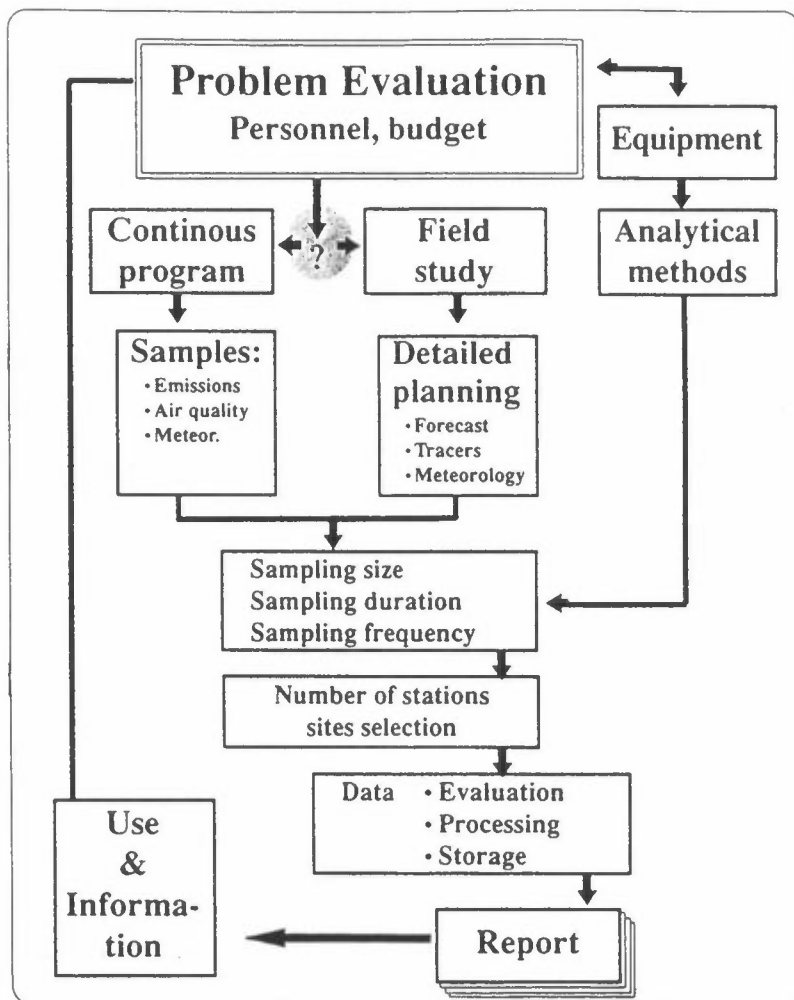 Problem Evaluation
Personnel, budget
Equipment
Continous
program
?
Field
study
Analytical
methods
Samples:
• Emissions
• Air quality
• Meteor.
Detailed
planning
• Forecast
• Tracers
• Meteorology
Sampling size
Sampling duration
Sampling frequency
Number of stations
sites selection
Data • Evaluation
• Processing
• Storage
Use
&
Informa-
tion
Report